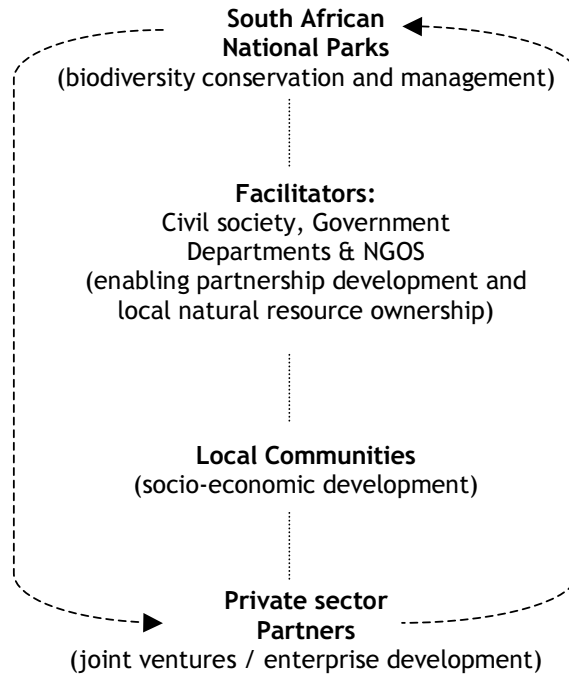 South African
National Parks
(biodiversity conservation and management)
Facilitators:
Civil society, Government
Departments & NGOS
(enabling partnership development and
local natural resource ownership)
Local Communities
(socio-economic development)
Private sector
Partners
(joint ventures / enterprise development)